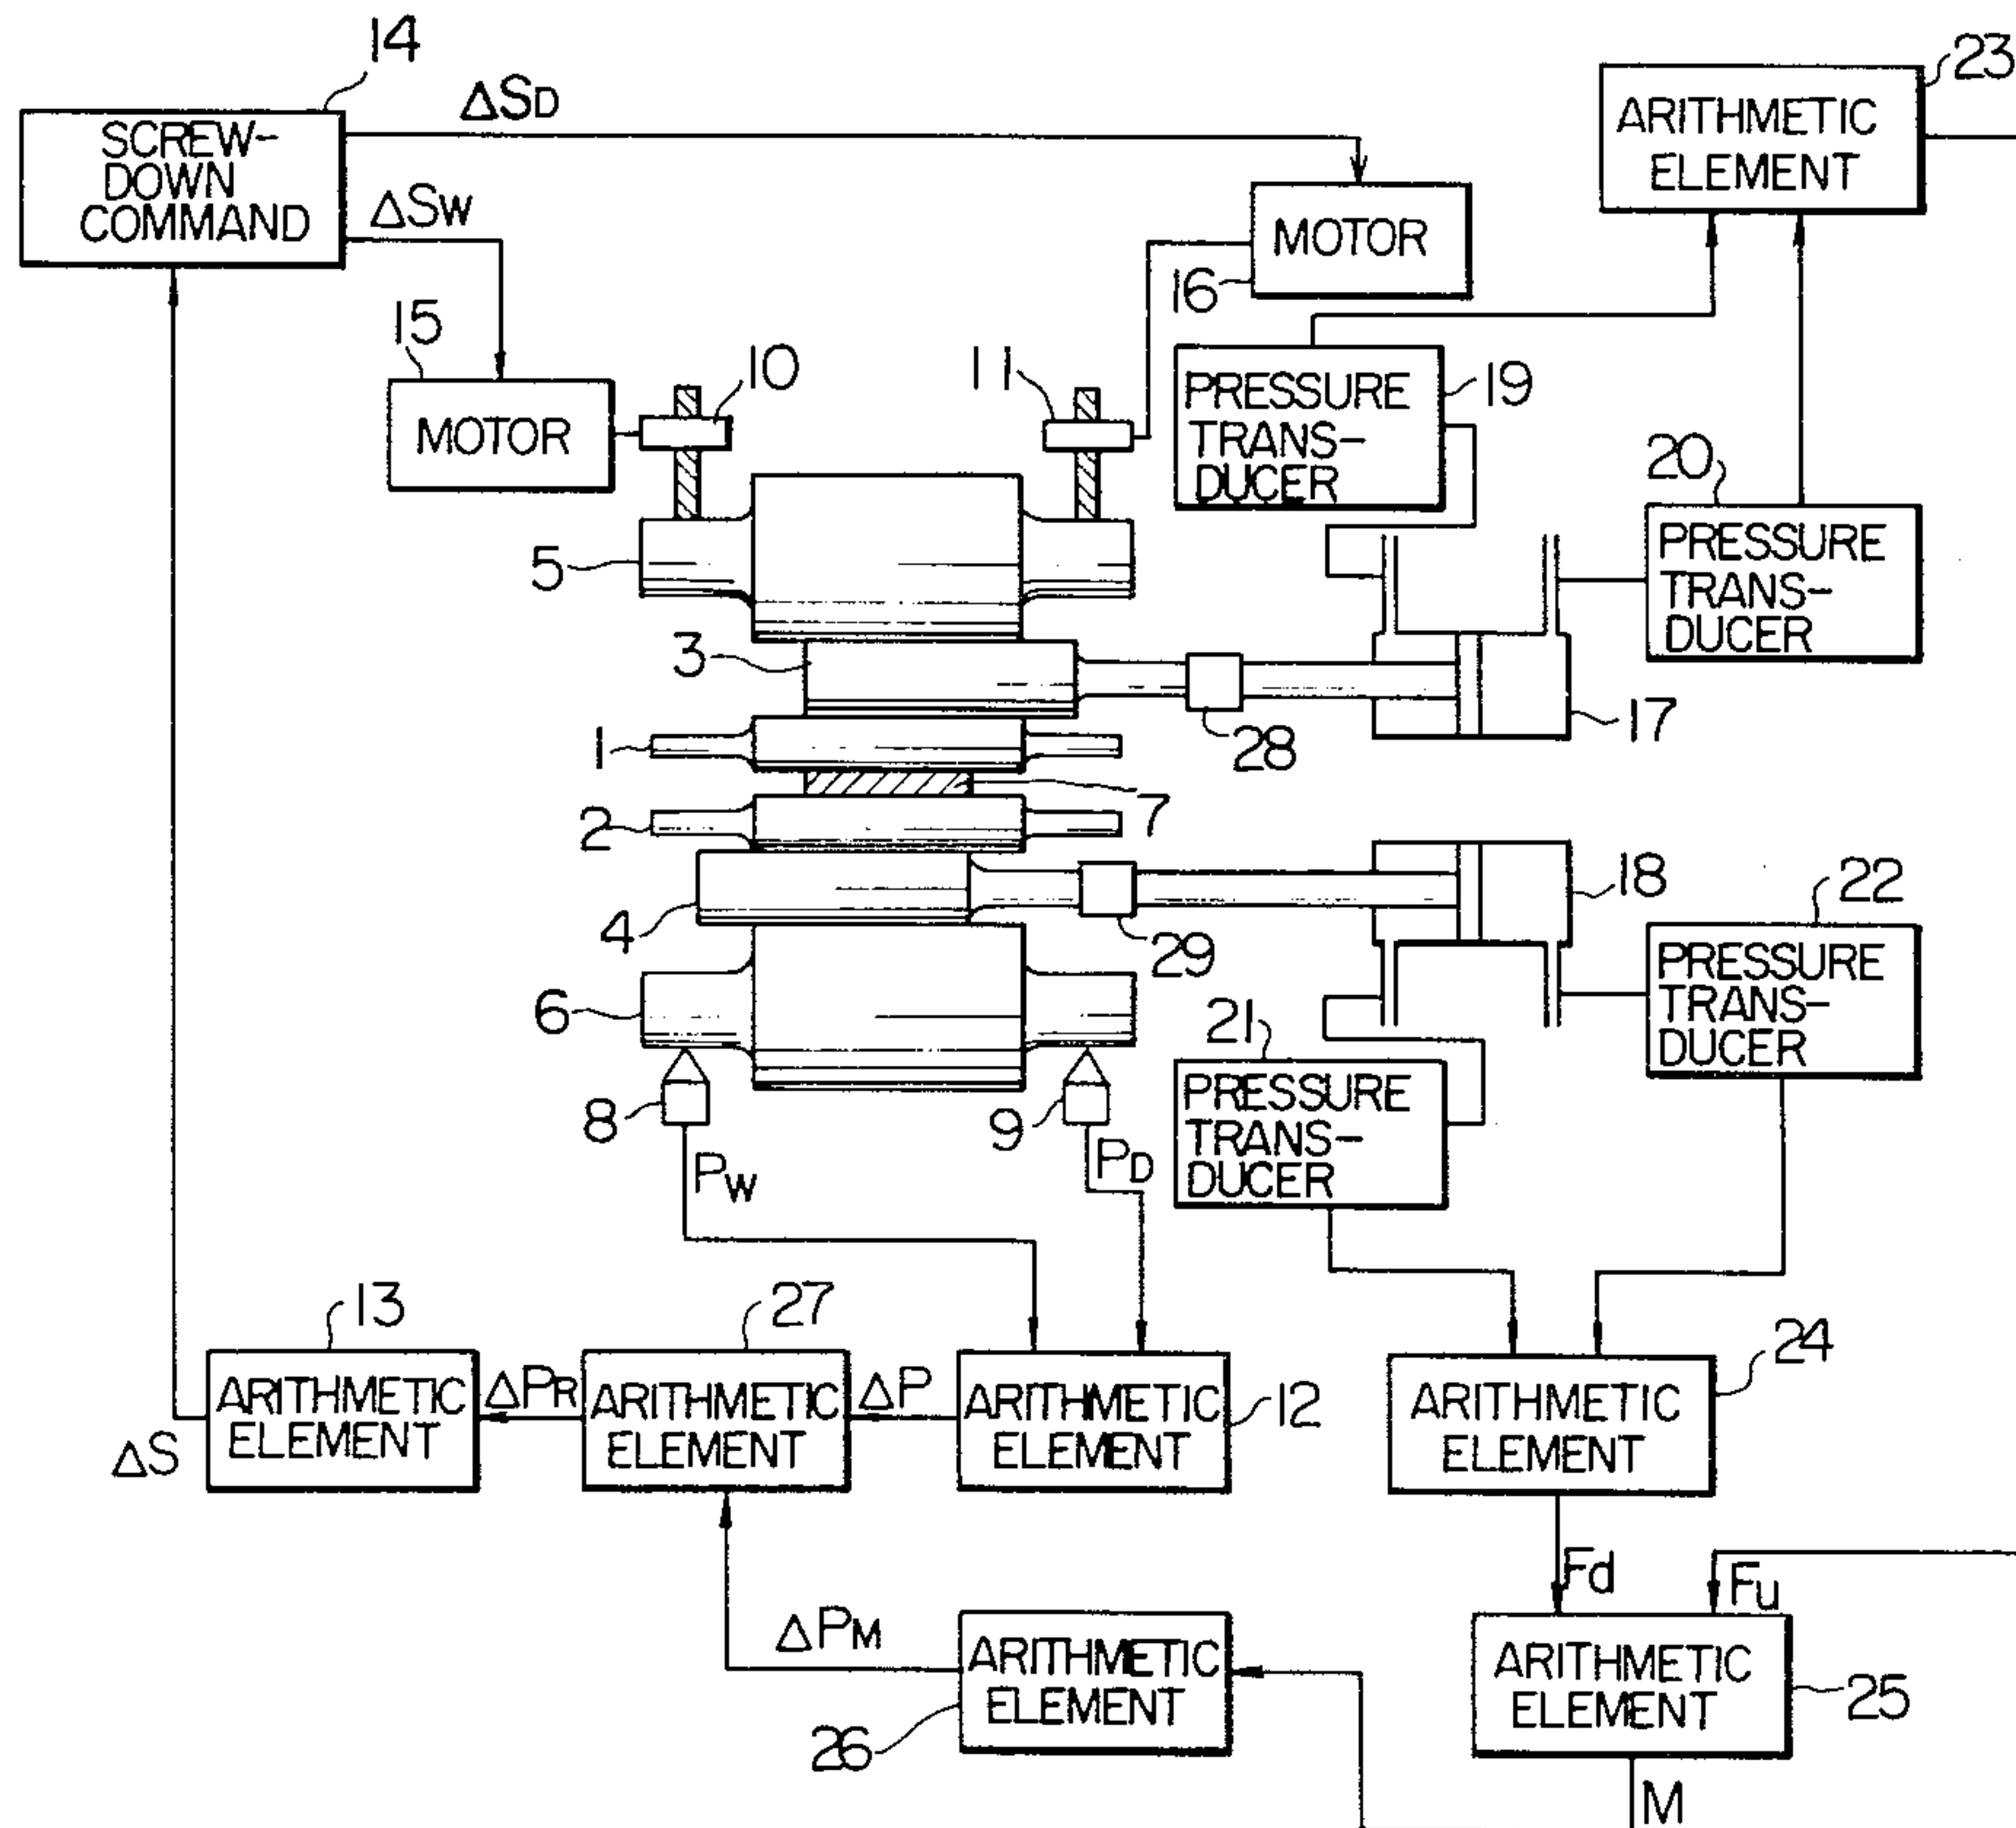 14
ΔSD
23
SCREW-
DOWN
COMMAND
ARITHMETIC
ELEMENT
ΔSW
MOTOR
16
15
10
11
MOTOR
PRESSURE
TRANS-
DUCER
19
20
5
PRESSURE
TRANS-
DUCER
3
17
28
1
7
2
18
22
4
29
PRESSURE
TRANS-
DUCER
6
21
PRESSURE
TRANS-
DUCER
8
9
PW
PD
13
27
24
ARITHMETIC
ELEMENT
ΔPR
ARITHMETIC
ELEMENT
ΔP
ARITHMETIC
ELEMENT
12
ARITHMETIC
ELEMENT
ΔS
Fd
Fu
ΔPM
ARITHMETIC
ELEMENT
26
ARITHMETIC
ELEMENT
25
M